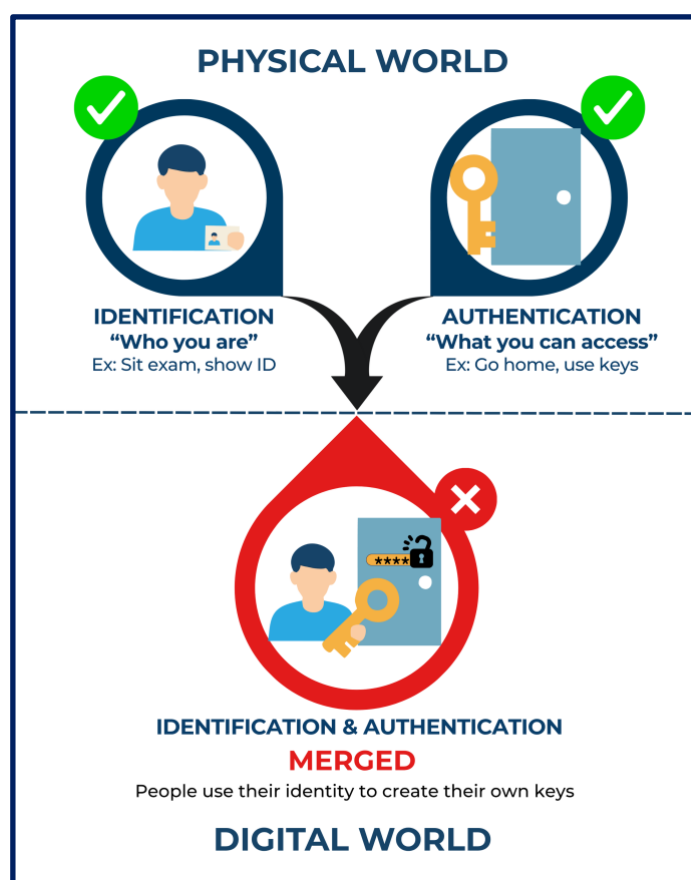 PHYSICAL WORLD
IDENTIFICATION
“Who you are”
Ex: Sit exam, show ID
AUTHENTICATION
“What you can access”
Ex: Go home, use keys
****
IDENTIFICATION & AUTHENTICATION
MERGED
People use their identity to create their own keys
DIGITAL WORLD